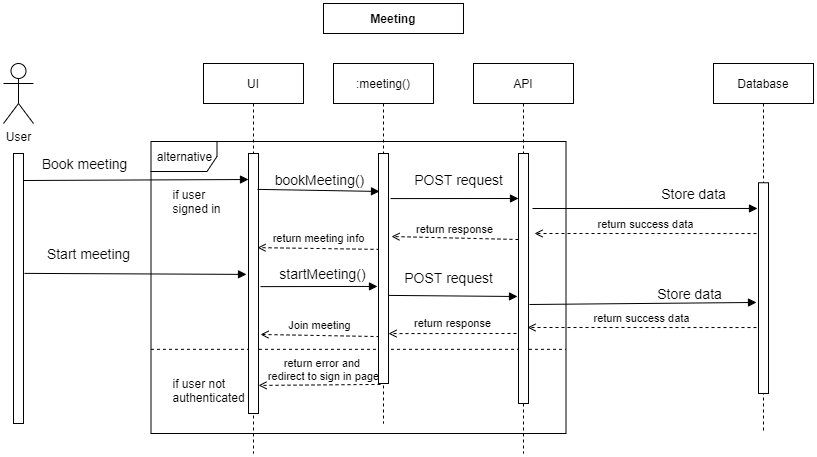 Meeting
UI
:meeting()
API
Database
User
alternative
Book meeting
if user
signed in
bookMeeting()
POST request
Store data
return success data
return response
return meeting info
Start meeting
startMeeting()
POST request
Store data
return success data
return response
Join meeting
return error and
redirect to sign in page
if user not
authenticated